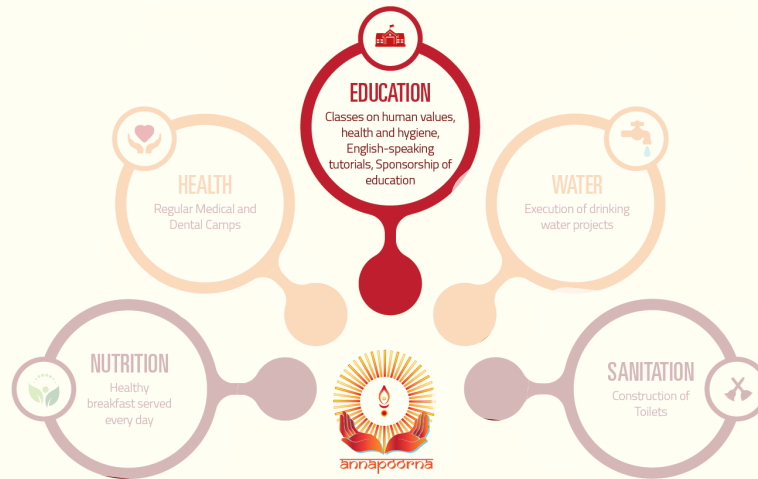 EDUCATION
Classes on human values,
health and hygiene,
English-speaking
tutorials, Sponsorship of
education
HEALTH
Regular Medical and
Dental Camps
WATER
Execution of drinking
water projects
NUTRITION
Healthy
breakfast served
every day
SANITATION
Construction of
Toilets
annapoorna